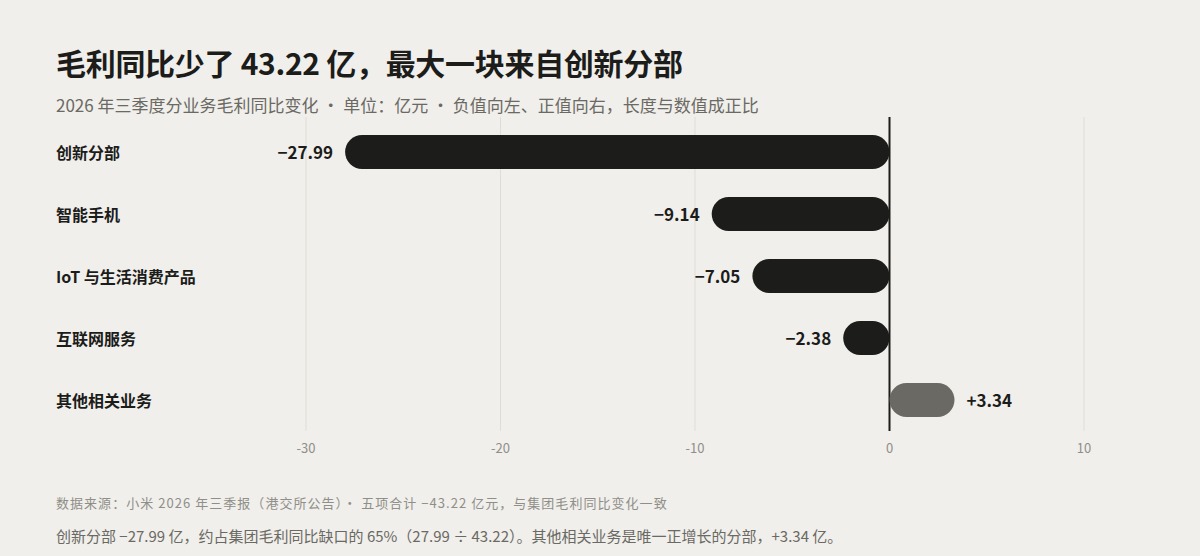 毛利同比少了 43.22 亿，最大一块来自创新分部
2026 年三季度分业务毛利同比变化 · 单位：亿元 · 负值向左、正值向右，长度与数值成正比
创新分部 −27.99
智能手机 −9.14
IoT 与生活消费产品 −7.05
互联网服务 −2.38
其他相关业务 +3.34
-30 -20 -10 0 10
数据来源：小米 2026 年三季报（港交所公告）· 五项合计 −43.22 亿元，与集团毛利同比变化一致
创新分部 −27.99 亿，约占集团毛利同比缺口的 65%（27.99 ÷ 43.22）。其他相关业务是唯一正增长的分部，+3.34 亿。